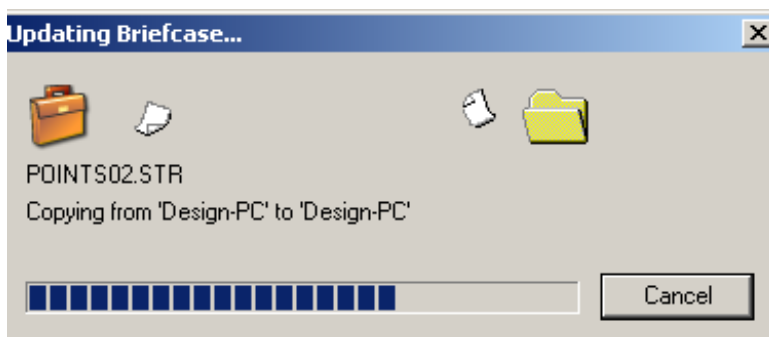 Updating Briefcase...
POINTS02.STR
Copying from 'Design-PC' to 'Design-PC'
Cancel